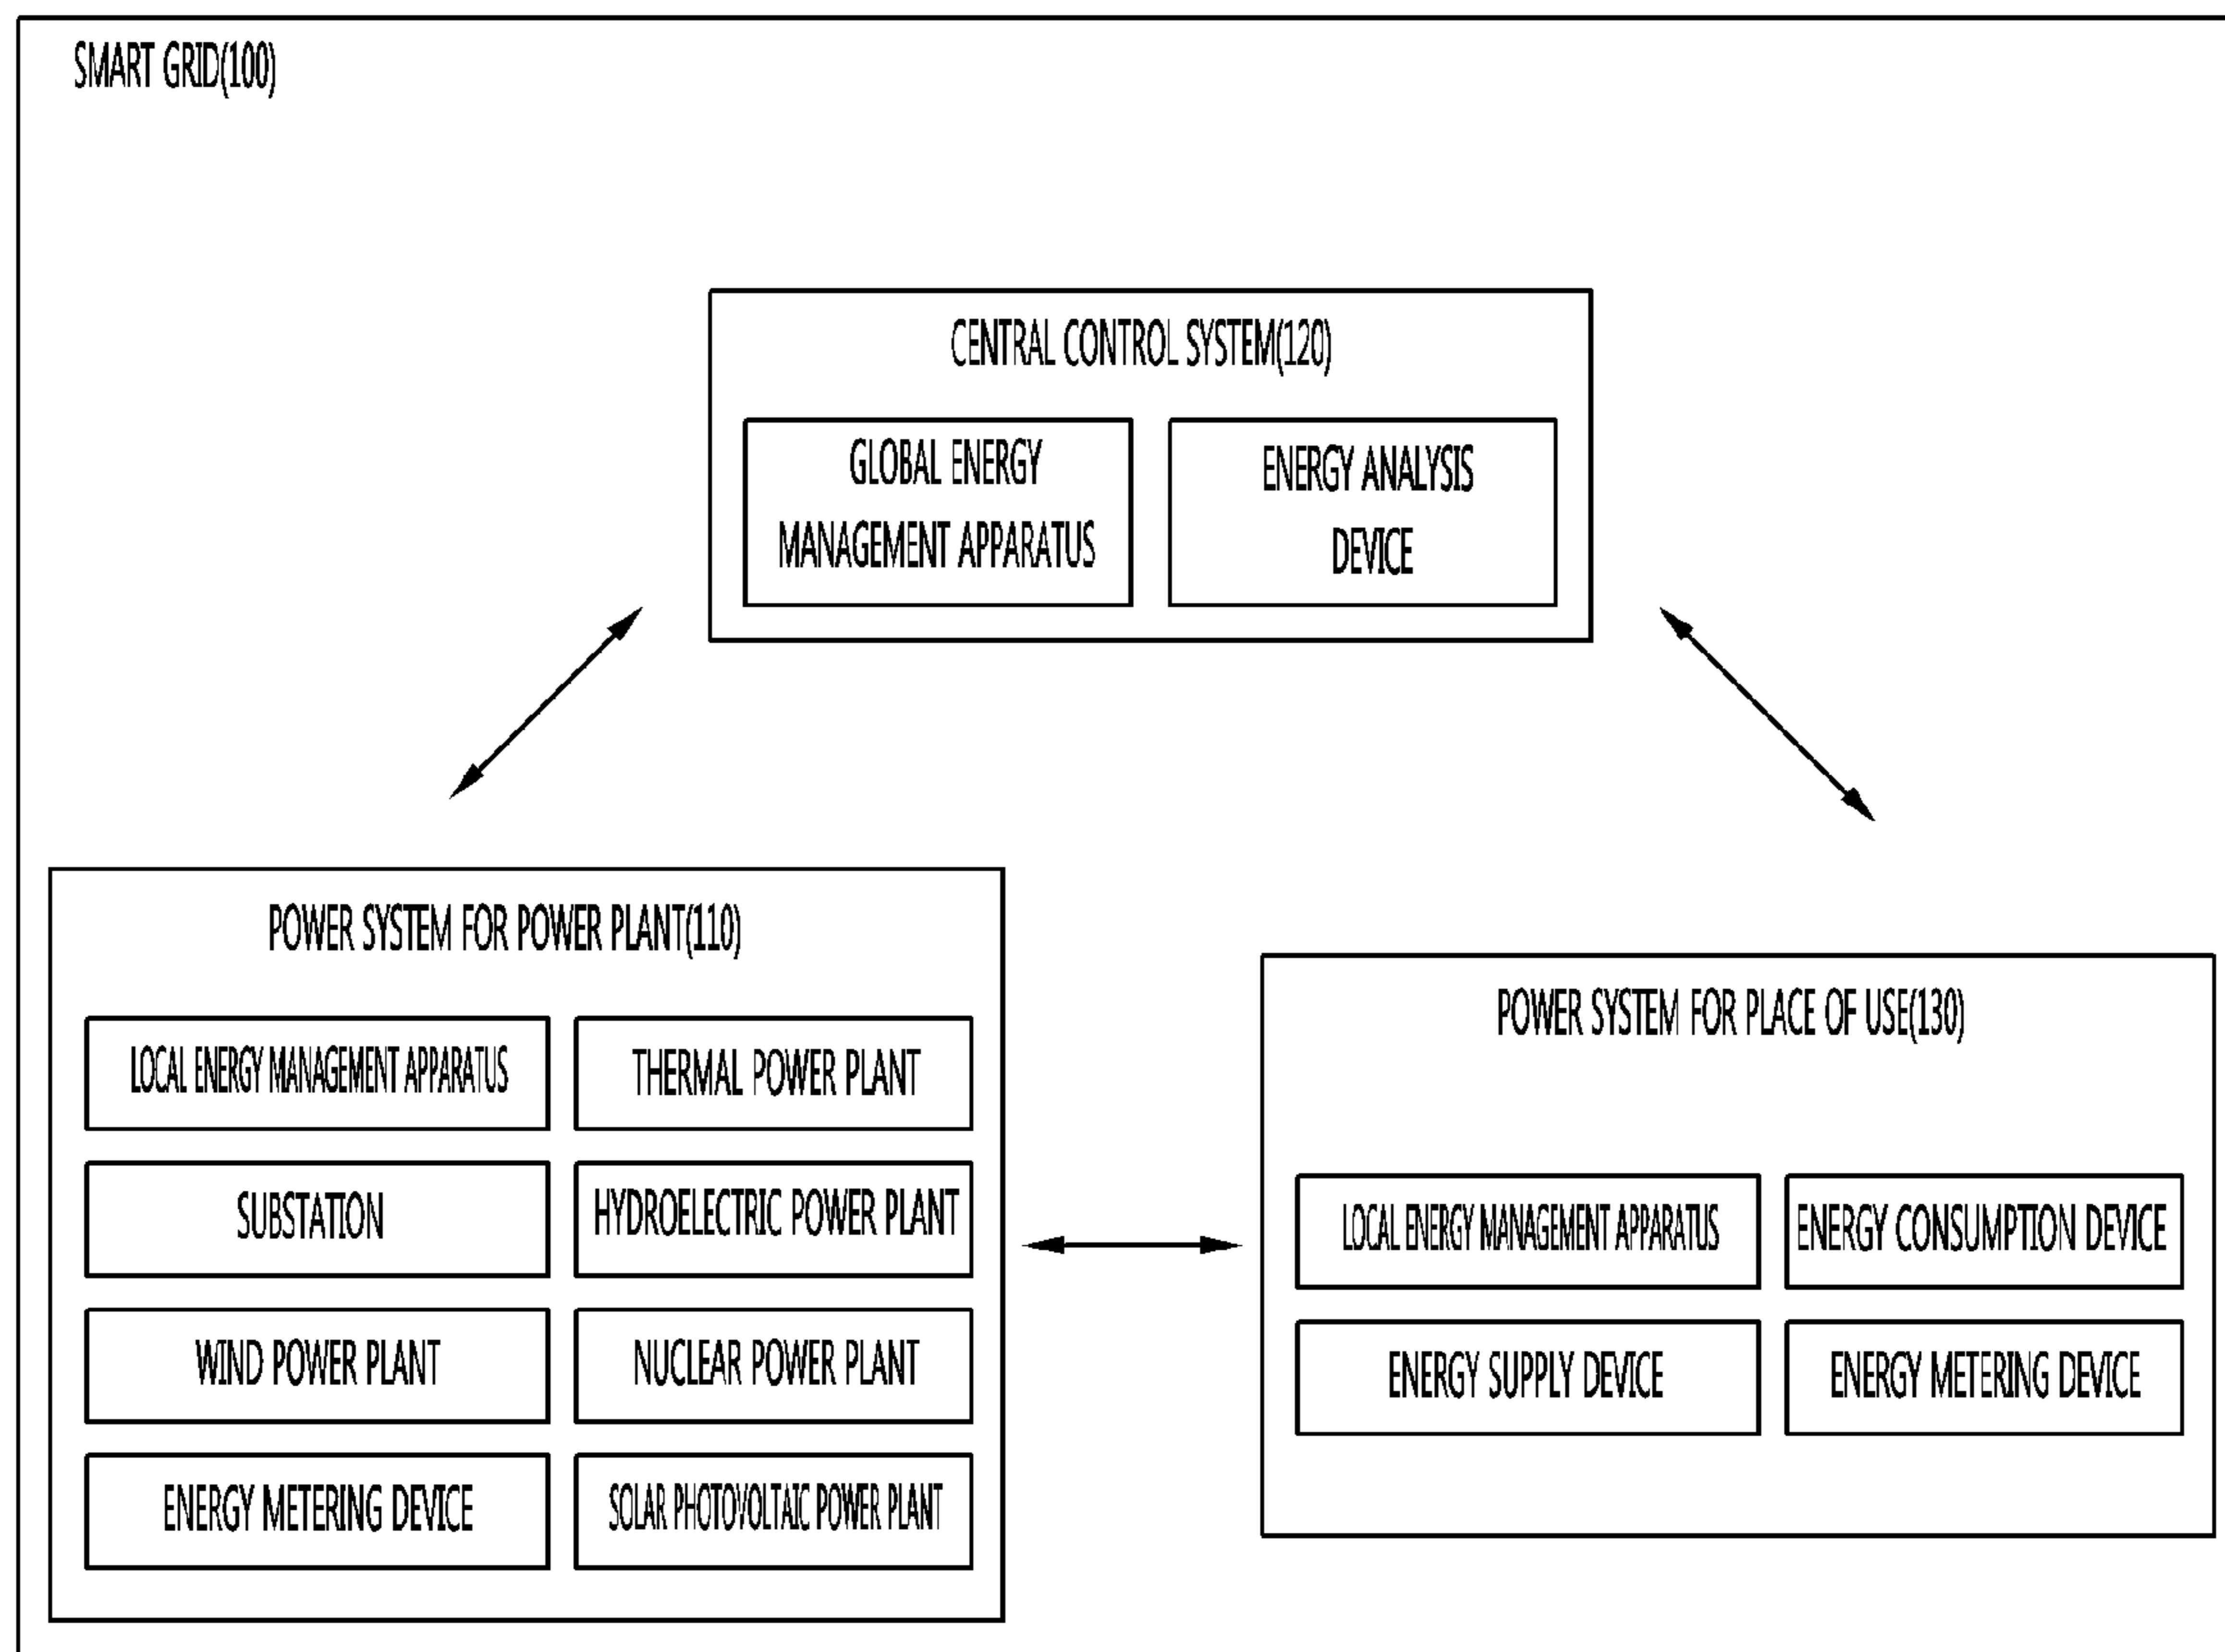 SMART GRID(100)
CENTRAL CONTROL SYSTEM(120)
GLOBAL ENERGY
MANAGEMENT APPARATUS
ENERGY ANALYSIS
DEVICE
POWER SYSTEM FOR POWER PLANT(110)
LOCAL ENERGY MANAGEMENT APPARATUS
THERMAL POWER PLANT
SUBSTATION
HYDROELECTRIC POWER PLANT
WIND POWER PLANT
NUCLEAR POWER PLANT
ENERGY METERING DEVICE
SOLAR PHOTOVOLTAIC POWER PLANT
POWER SYSTEM FOR PLACE OF USE(130)
LOCAL ENERGY MANAGEMENT APPARATUS
ENERGY CONSUMPTION DEVICE
ENERGY SUPPLY DEVICE
ENERGY METERING DEVICE